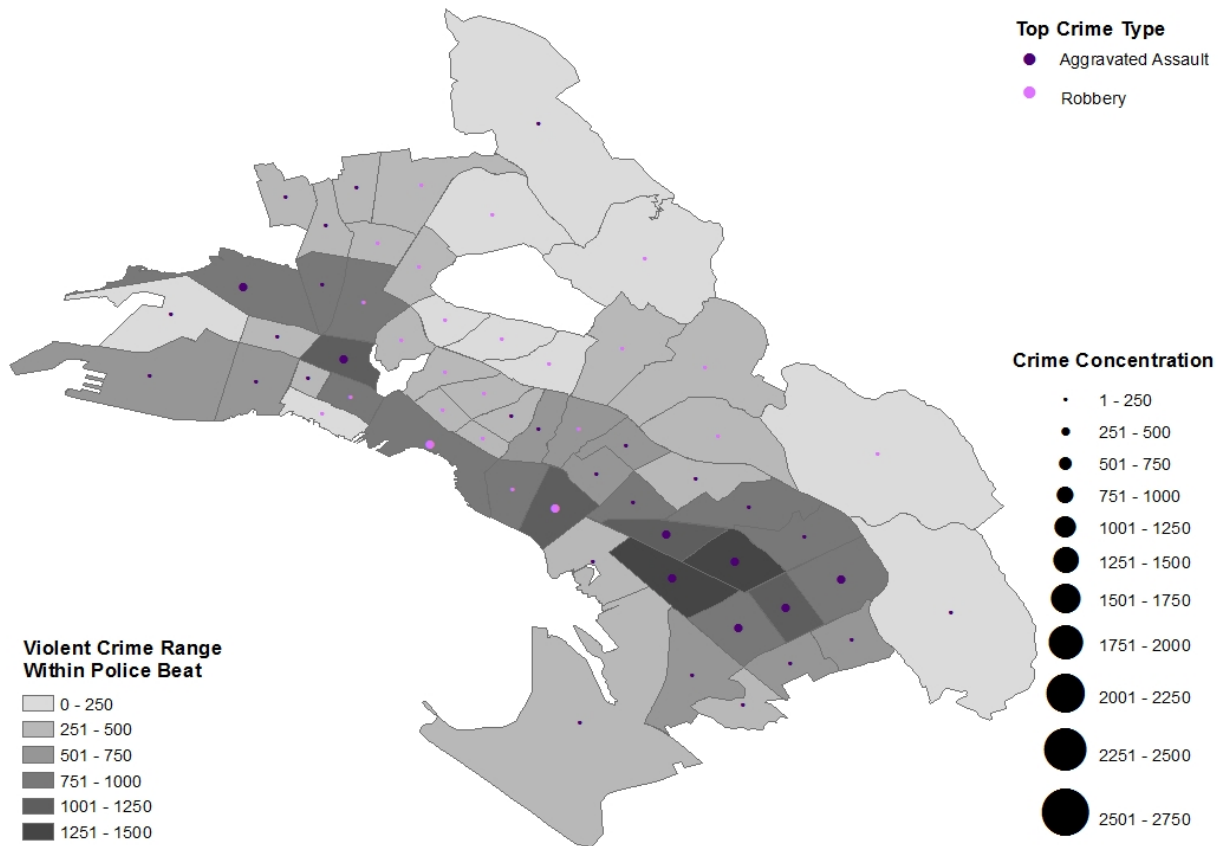 Top Crime Type
Aggravated Assault
Robbery
Crime Concentration
1 - 250
251 - 500
501 - 750
751 - 1000
1001 - 1250
1251 - 1500
1501 - 1750
1751 - 2000
2001 - 2250
2251 - 2500
2501 - 2750
Violent Crime Range
Within Police Beat
0 - 250
251 - 500
501 - 750
751 - 1000
1001 - 1250
1251 - 1500